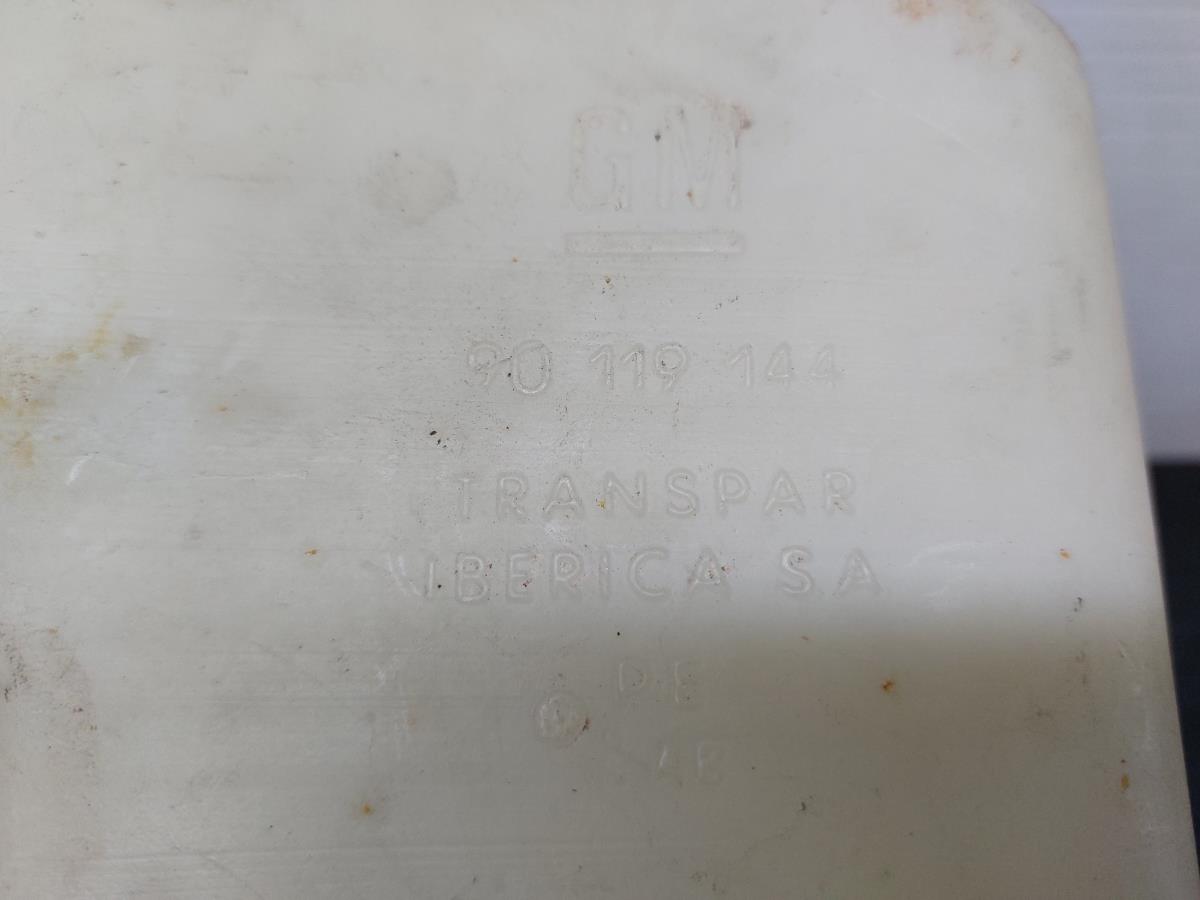 GM
90 119 144
TRANSPAR
IBERICA SA
PE